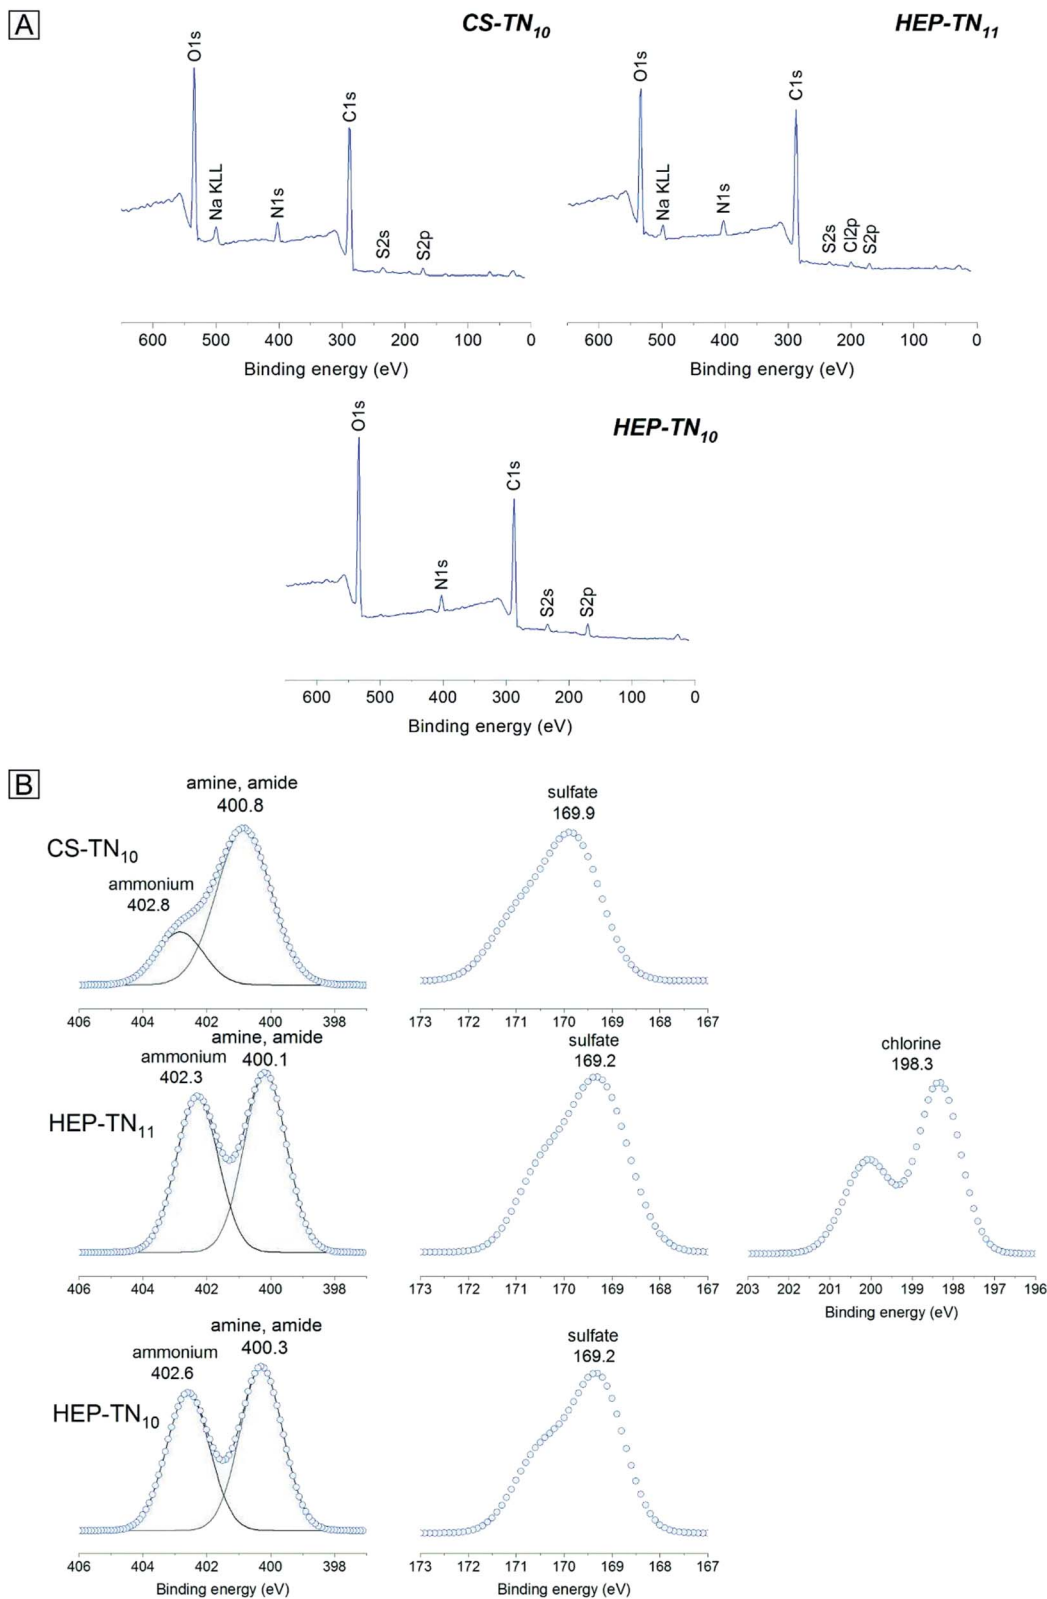 A
CS-TN10
HEP-TN11
O1s
Na KLL
N1s
C1s
S2s
S2p
O1s
Na KLL
N1s
C1s
S2s
Cl2p
S2p
600 500 400 300 200 100 0
600 500 400 300 200 100 0
Binding energy (eV)
Binding energy (eV)
HEP-TN10
O1s
N1s
C1s
S2s
S2p
600 500 400 300 200 100 0
Binding energy (eV)
B
CS-TN10
amine, amide
400.8
ammonium
402.8
sulfate
169.9
406 404 402 400 398
173 172 171 170 169 168 167
HEP-TN11
amine, amide
400.1
ammonium
402.3
sulfate
169.2
chlorine
198.3
406 404 402 400 398
173 172 171 170 169 168 167
203 202 201 200 199 198 197 196
Binding energy (eV)
HEP-TN10
amine, amide
400.3
ammonium
402.6
sulfate
169.2
406 404 402 400 398
173 172 171 170 169 168 167
Binding energy (eV)
Binding energy (eV)